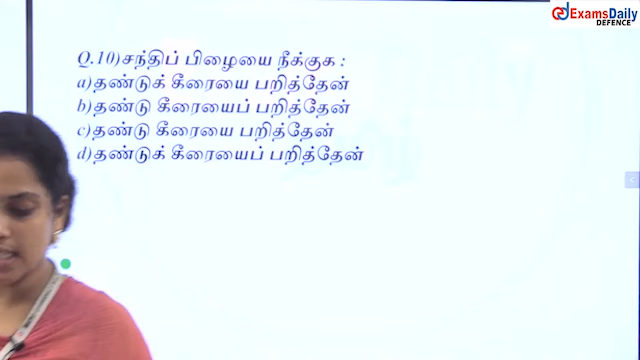 ExamsDaily
DEFENCE
Q.10)சந்திப் பிழையை நீக்குக :
a)தண்டுக் கீரையை பறித்தேன்
b)தண்டு கீரையைப் பறித்தேன்
c)தண்டு கீரையை பறித்தேன்
d)தண்டுக் கீரையைப் பறித்தேன்